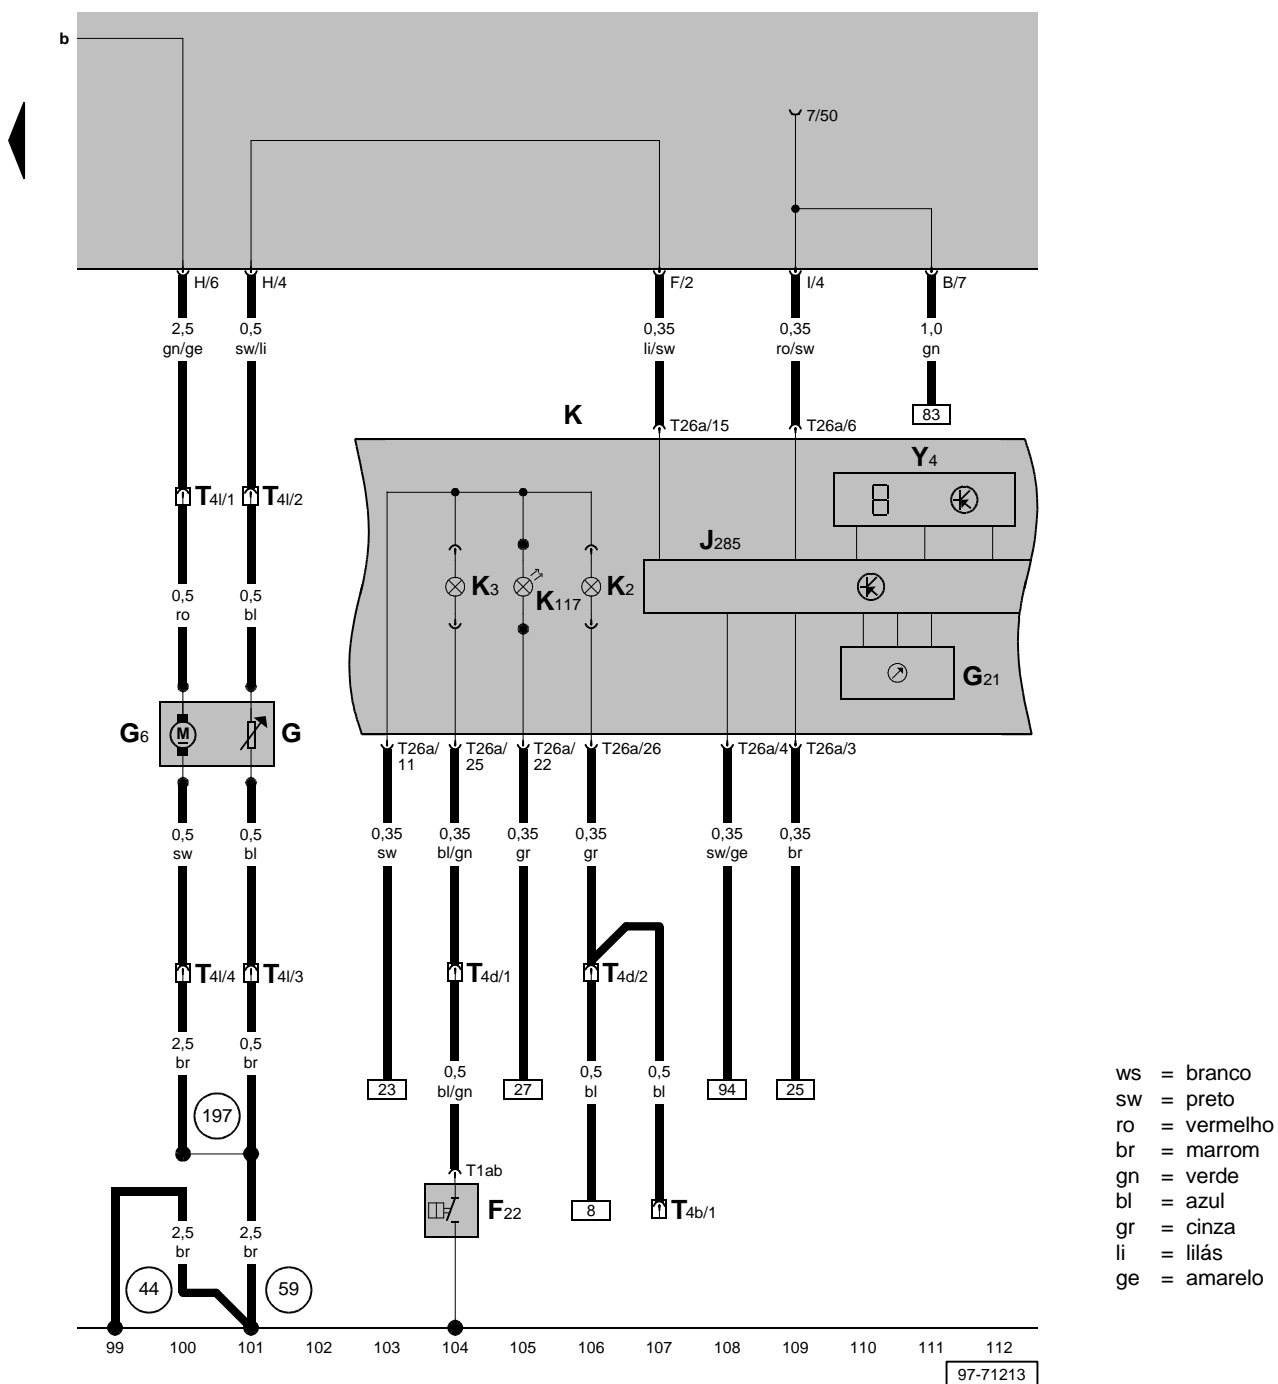 b
7/50
H/6 H/4 F/2 I/4 B/7
2,5 0,5 0,35 0,35 1,0
gn/ge sw/li li/sw ro/sw gn
83
K
T26a/15 T26a/6
Y4
T4l/1 T4l/2
J285
K3 K117 K2
0,5 0,5
ro bl
G21
G6 M G
T26a/11 T26a/25 T26a/22 T26a/26 T26a/4 T26a/3
0,5 0,5 0,35 0,35 0,35 0,35 0,35 0,35
sw bl sw bl/gn gr gr sw/ge br
T4l/4 T4l/3 T4d/1 T4d/2
2,5 0,5
br br
0,5 0,5 0,5
bl/gn bl bl
23 27 94 25
197
T1ab
F22
8
T4b/1
2,5 2,5
br br
44 59
99 100 101 102 103 104 105 106 107 108 109 110 111 112
97-71213
ws = branco
sw = preto
ro = vermelho
br = marrom
gn = verde
bl = azul
gr = cinza
li = lilás
ge = amarelo